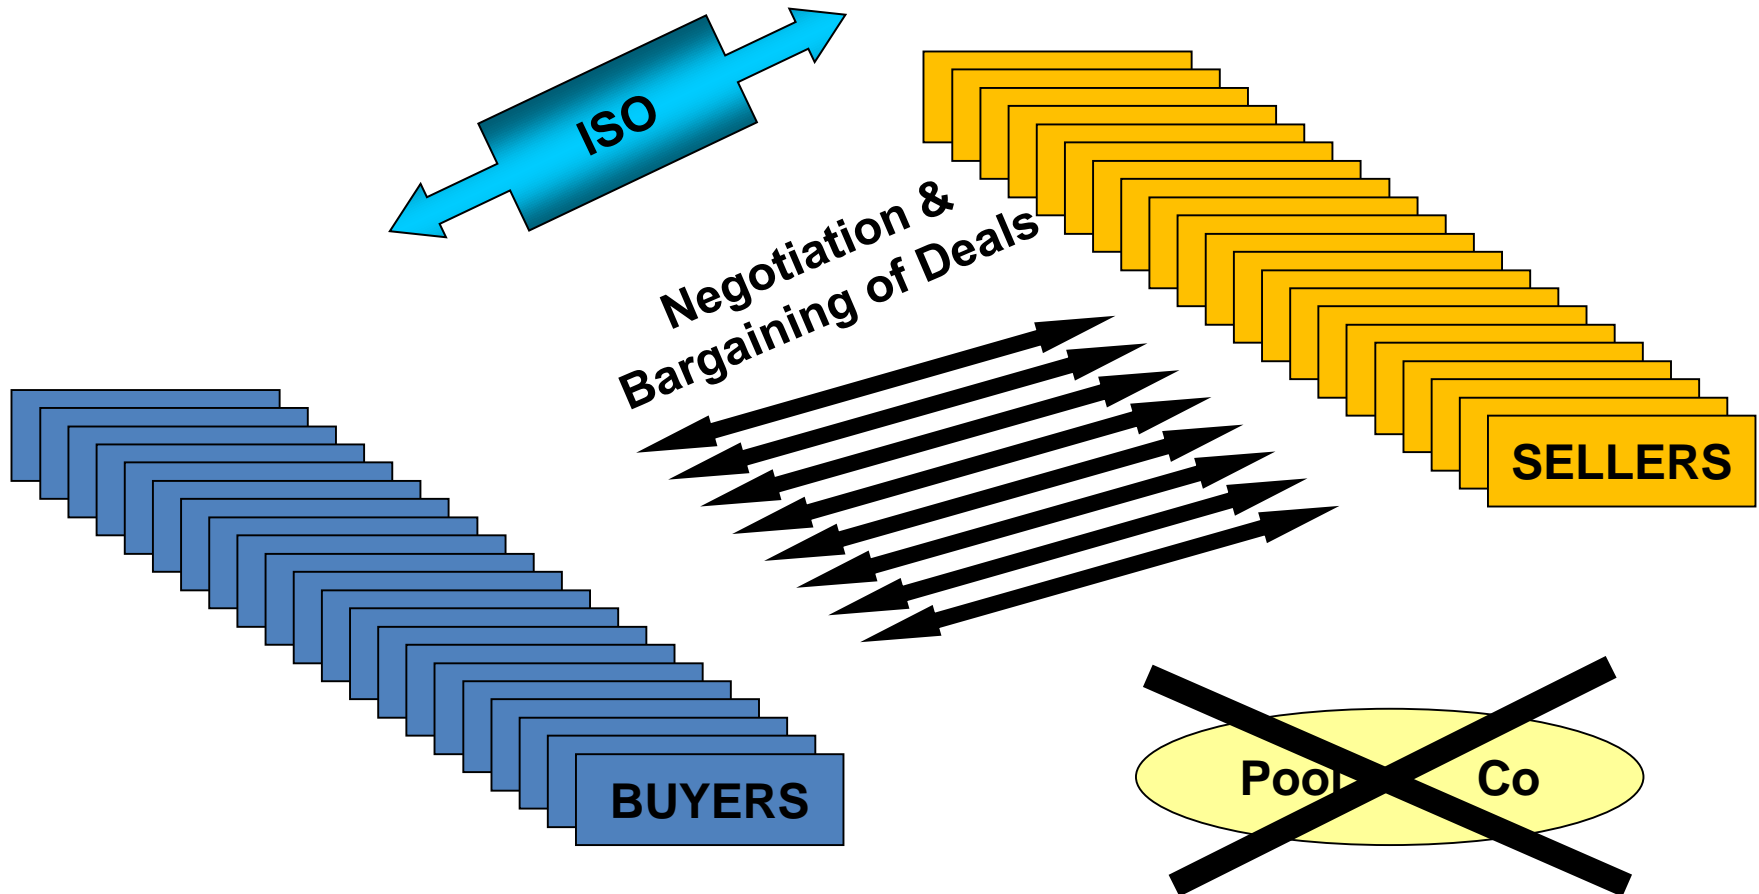 ISO
Negotiation &
Bargaining of Deals
SELLERS
BUYERS
Pool Co